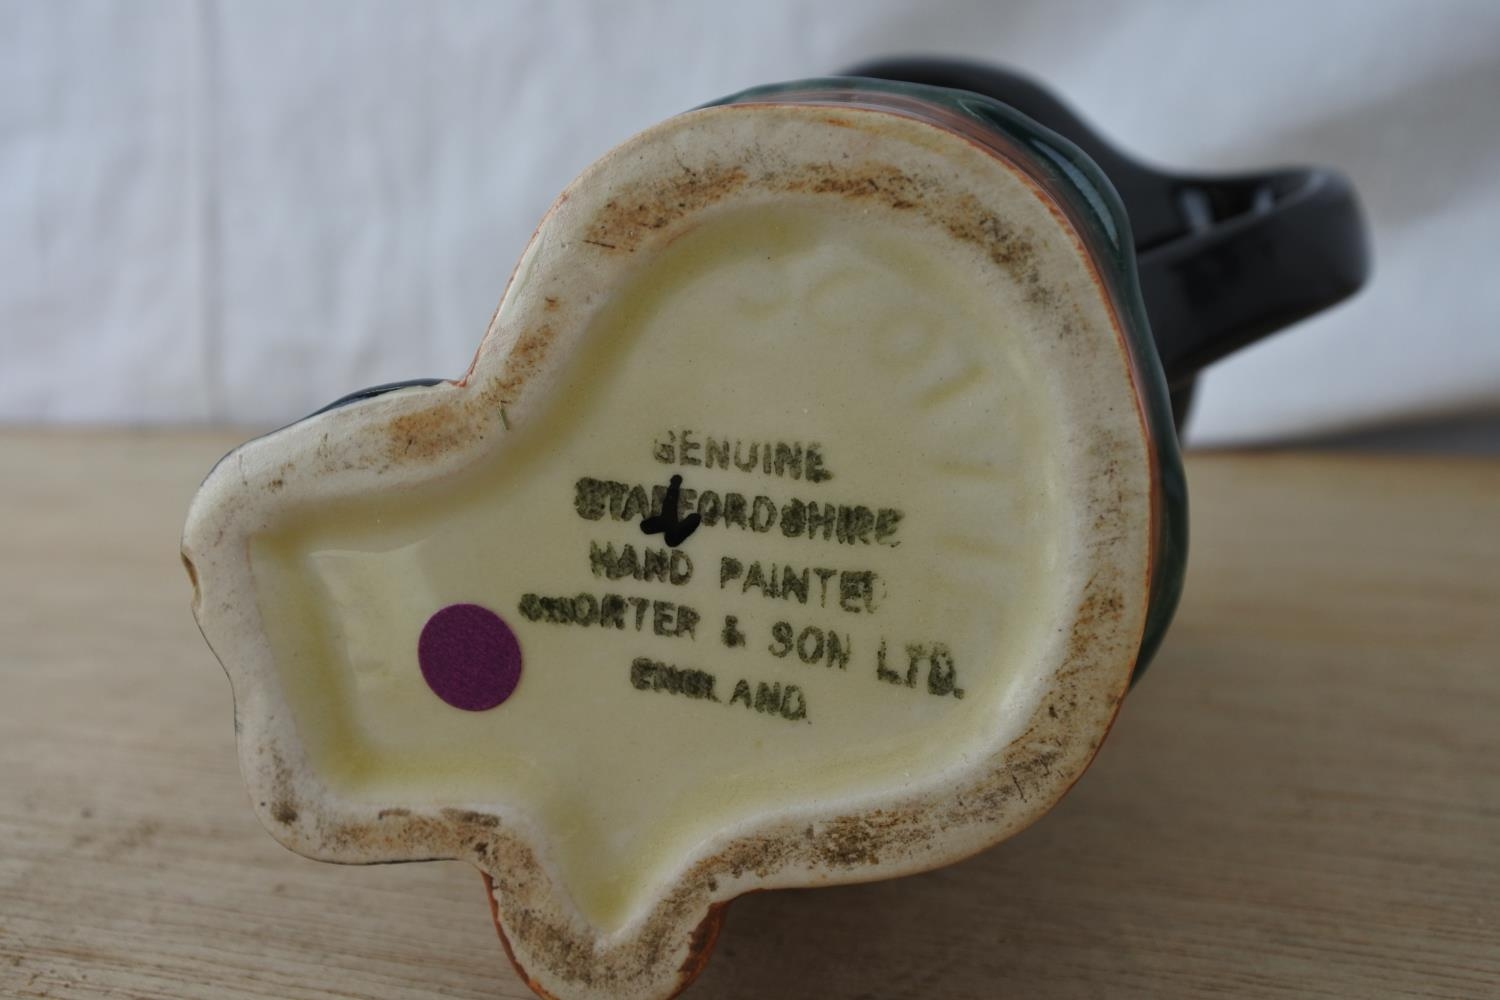 GENUINE
STAFFORDSHIRE
HAND PAINTED
SHORTER & SON LTD.
ENGLAND